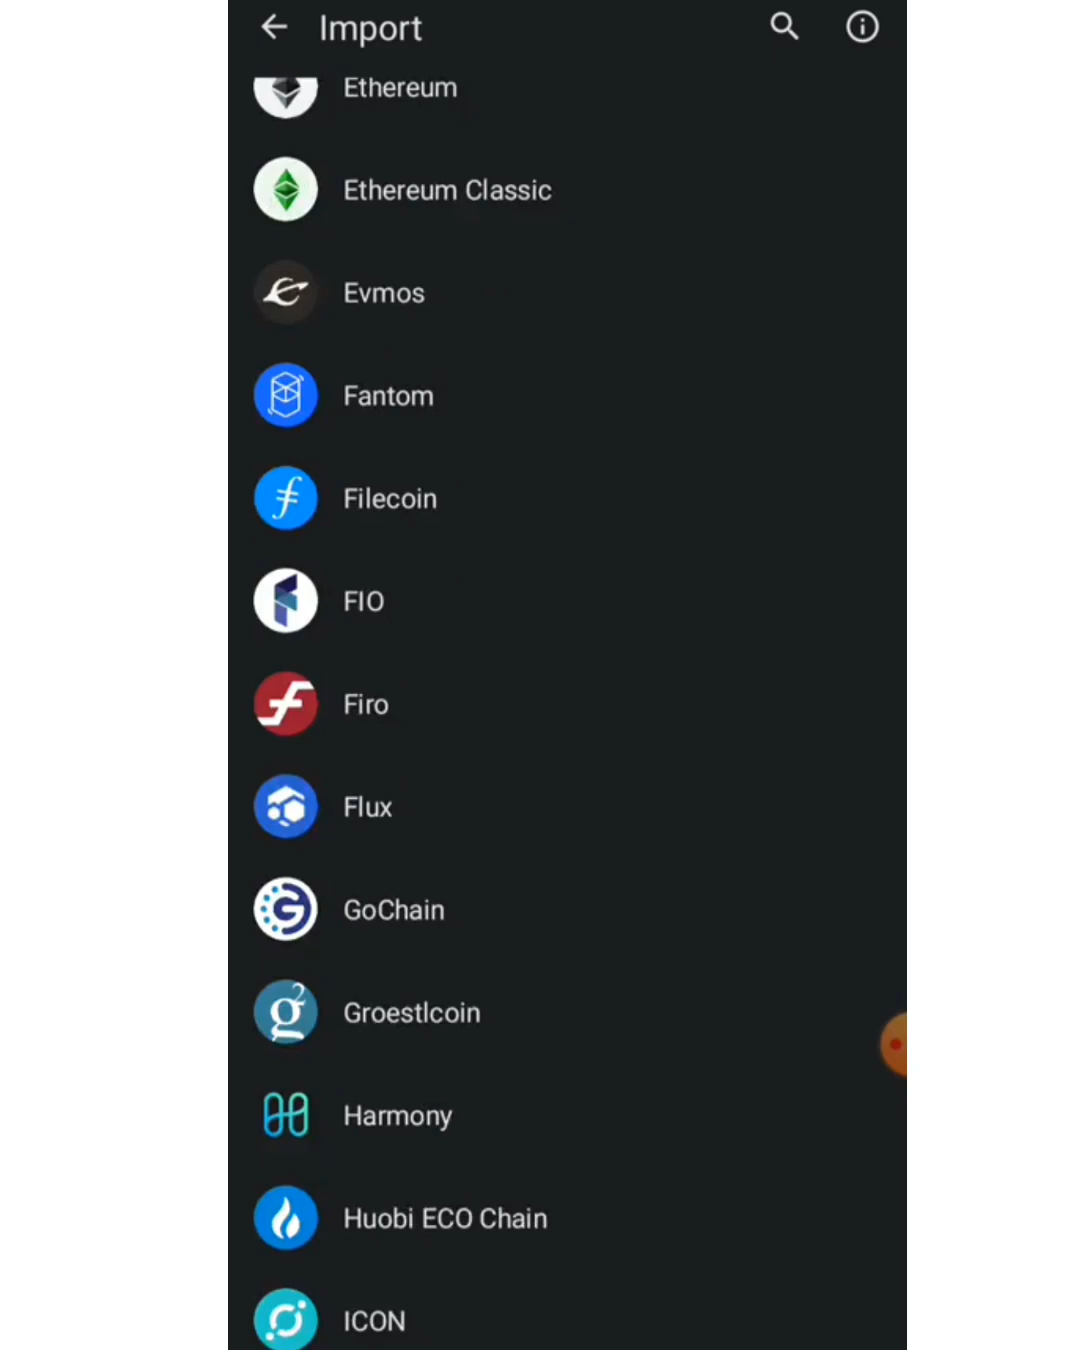 Import
Ethereum
Ethereum Classic
Evmos
Fantom
Filecoin
FIO
Firo
Flux
GoChain
Groestlcoin
Harmony
Huobi ECO Chain
ICON